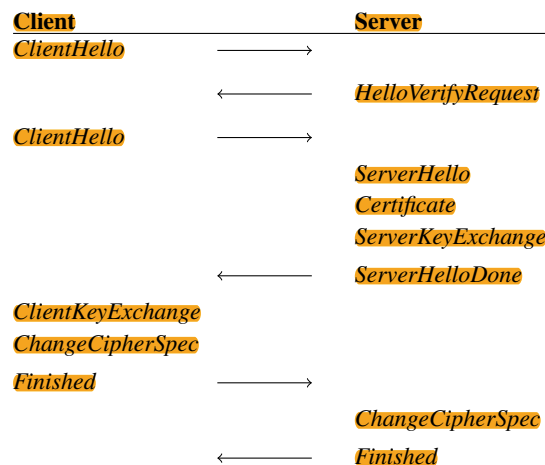 Client Server
ClientHello
HelloVerifyRequest
ClientHello
ServerHello
Certificate
ServerKeyExchange
ServerHelloDone
ClientKeyExchange
ChangeCipherSpec
Finished
ChangeCipherSpec
Finished